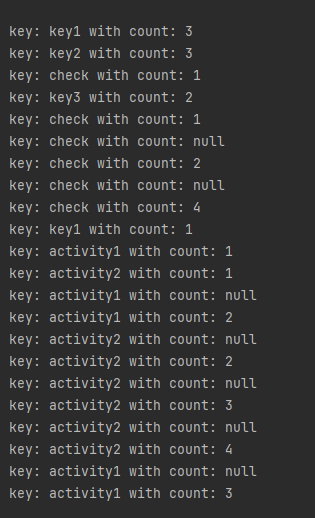 key: key1 with count: 3
key: key2 with count: 3
key: check with count: 1
key: key3 with count: 2
key: check with count: 1
key: check with count: null
key: check with count: 2
key: check with count: null
key: check with count: 4
key: key1 with count: 1
key: activity1 with count: 1
key: activity2 with count: 1
key: activity1 with count: null
key: activity1 with count: 2
key: activity2 with count: null
key: activity2 with count: 2
key: activity2 with count: null
key: activity2 with count: 3
key: activity2 with count: null
key: activity2 with count: 4
key: activity1 with count: null
key: activity1 with count: 3